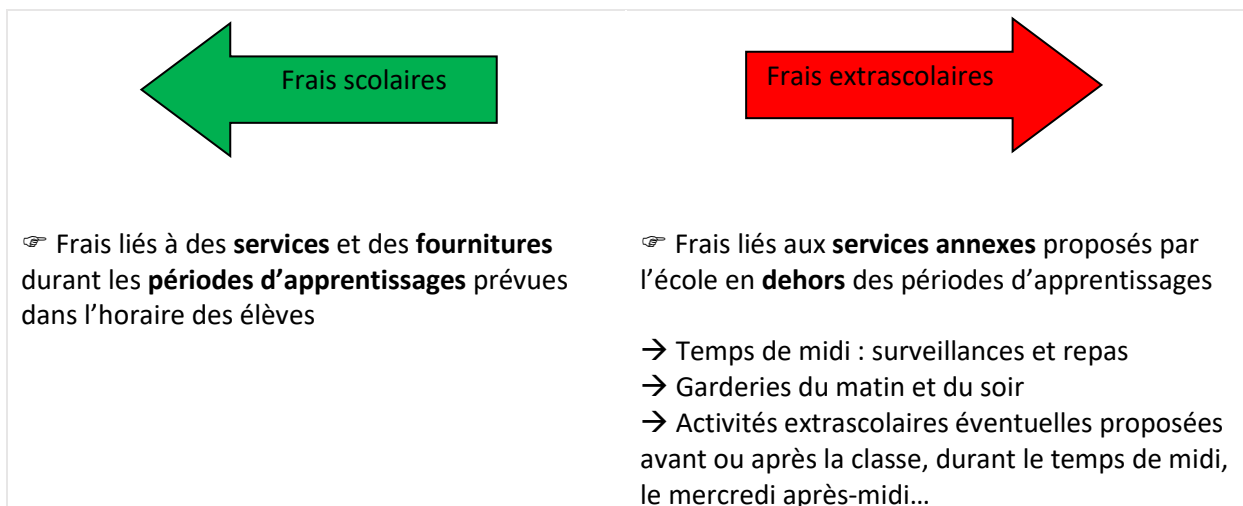 Frais scolaires
Frais extrascolaires
☞ Frais liés à des services et des fournitures
durant les périodes d’apprentissages prévues
dans l’horaire des élèves
☞ Frais liés aux services annexes proposés par
l’école en dehors des périodes d’apprentissages
→ Temps de midi : surveillances et repas
→ Garderies du matin et du soir
→ Activités extrascolaires éventuelles proposées
avant ou après la classe, durant le temps de midi,
le mercredi après-midi…